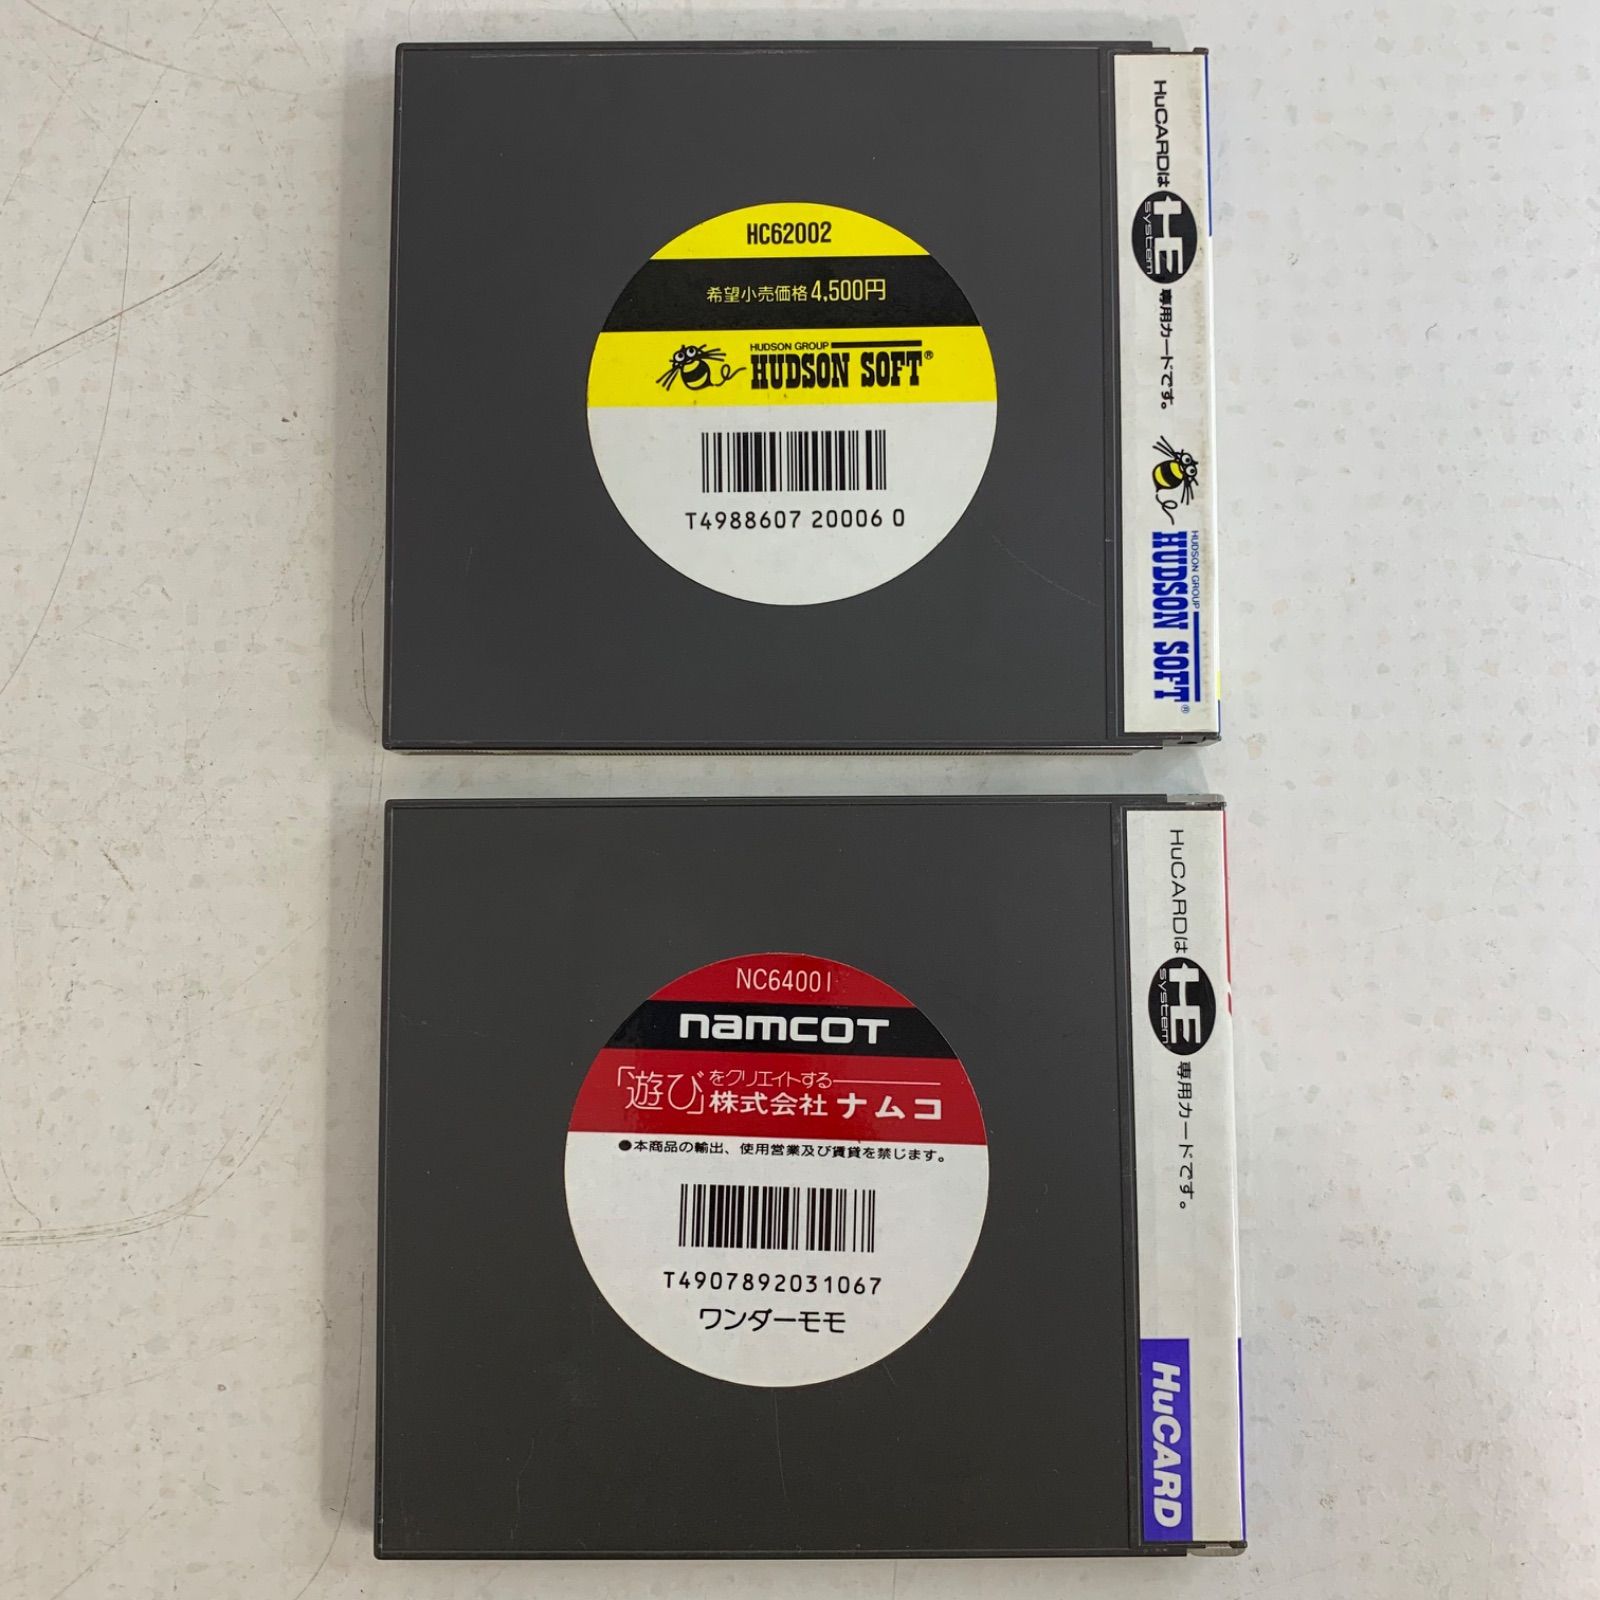 HC62002
希望小売価格4,500円
HUDSON GROUP
HUDSON SOFT®
T4988607 20006 0
HuCARDは HE system 専用カードです。
HUDSON GROUP
HUDSON SOFT®
NC64001
namcoT
「遊び」をクリエイトする
株式会社ナムコ
●本商品の輸出、使用営業及び賃貸を禁じます。
T4907892031067
ワンダーモモ
HuCARDは HE system 専用カードです。
HuCARD